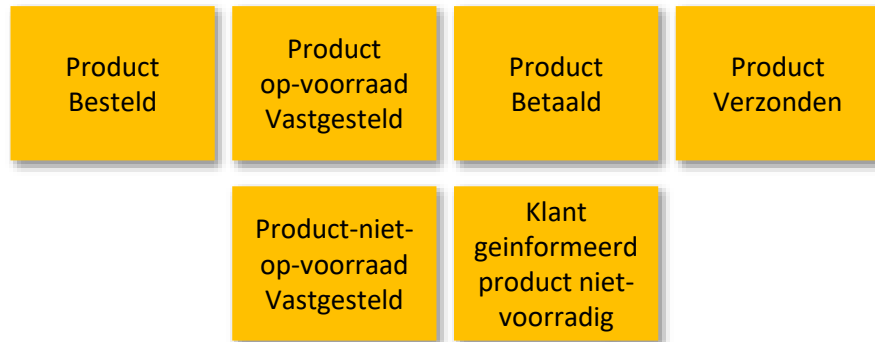 Product
Besteld
Product
op-voorraad
Vastgesteld
Product
Betaald
Product
Verzonden
Product-niet-
op-voorraad
Vastgesteld
Klant
geinformeerd
product niet-
voorradig